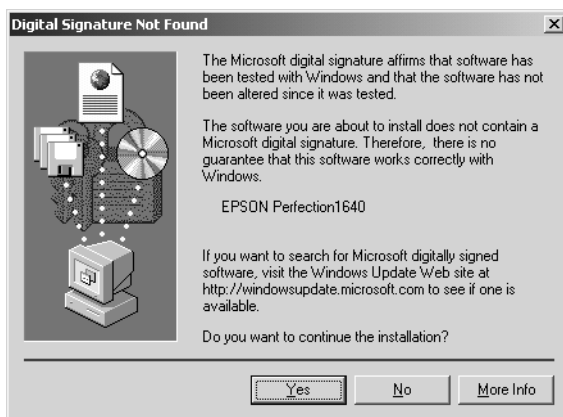 Digital Signature Not Found
The Microsoft digital signature affirms that software has
been tested with Windows and that the software has not
been altered since it was tested.
The software you are about to install does not contain a
Microsoft digital signature. Therefore,  there is no
guarantee that this software works correctly with
Windows.
EPSON Perfection1640
If you want to search for Microsoft digitally signed
software, visit the Windows Update Web site at
http://windowsupdate.microsoft.com to see if one is
available.
Do you want to continue the installation?
Yes
No
More Info